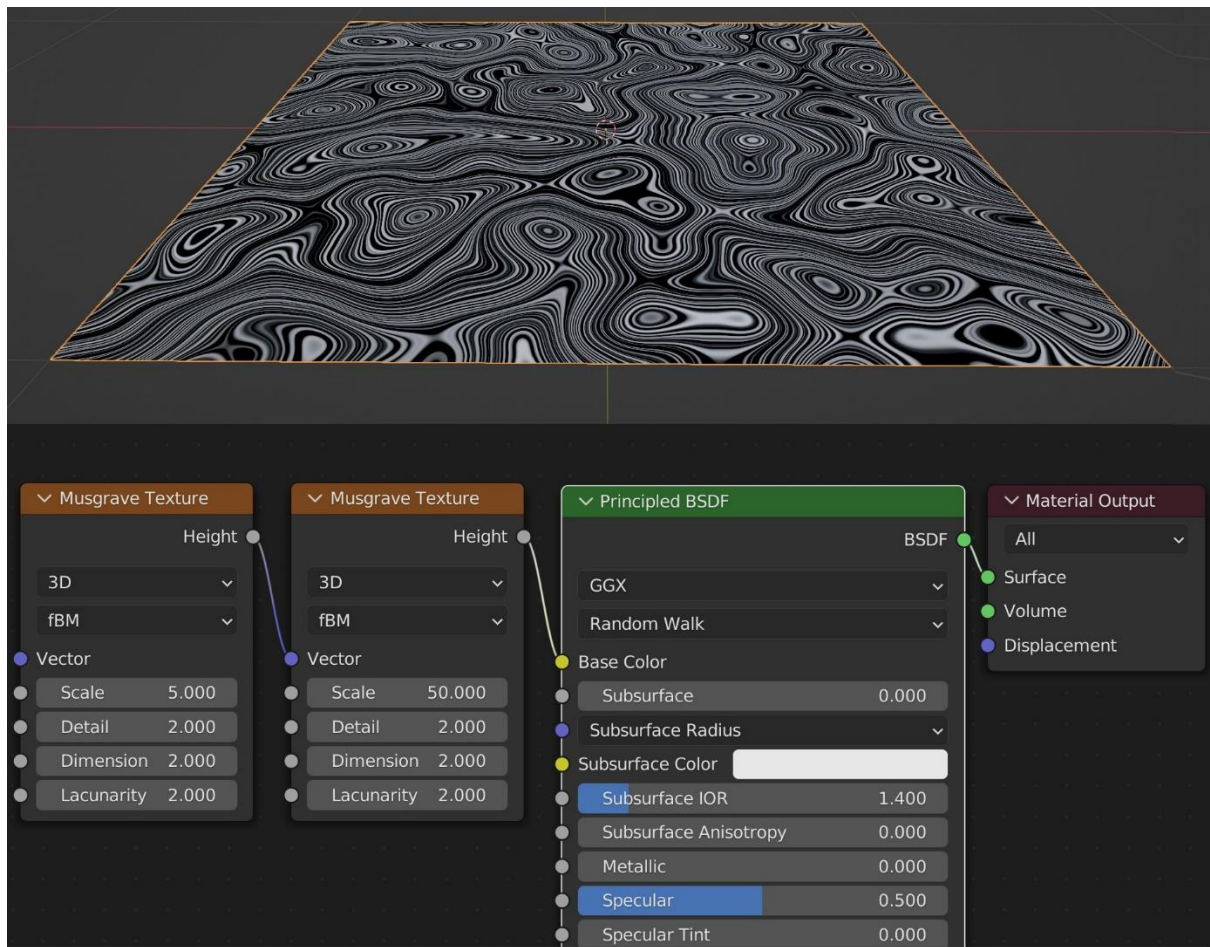 Musgrave Texture
Height
3D
fBM
Vector
Scale 5.000
Detail 2.000
Dimension 2.000
Lacunarity 2.000
Musgrave Texture
Height
3D
fBM
Vector
Scale 50.000
Detail 2.000
Dimension 2.000
Lacunarity 2.000
Principled BSDF
BSDF
GGX
Random Walk
Base Color
Subsurface 0.000
Subsurface Radius
Subsurface Color
Subsurface IOR 1.400
Subsurface Anisotropy 0.000
Metallic 0.000
Specular 0.500
Specular Tint 0.000
Material Output
All
Surface
Volume
Displacement